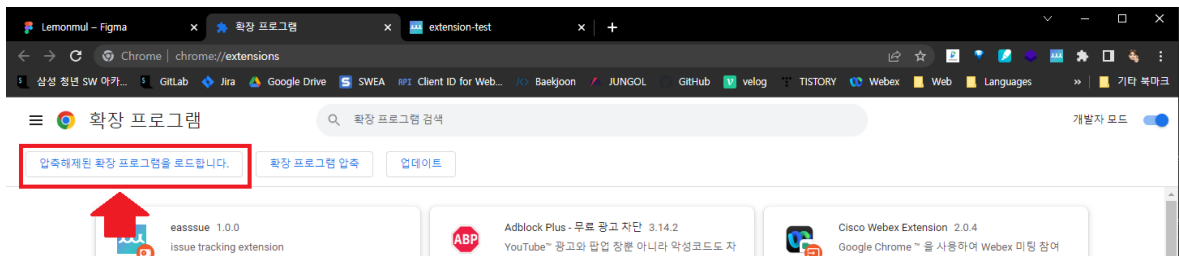 Lemonmul – Figma
확장 프로그램
extension-test
Chrome | chrome://extensions
삼성 청년 SW 아카... GitLab Jira Google Drive SWEA API Client ID for Web... Baekjoon JUNGOL GitHub velog TISTORY Webex Web Languages » 기타 북마크
확장 프로그램
확장 프로그램 검색
개발자 모드
압축해제된 확장 프로그램을 로드합니다.
확장 프로그램 압축
업데이트
easssue 1.0.0
issue tracking extension
ABP
Adblock Plus - 무료 광고 차단 3.14.2
YouTube™ 광고와 팝업 장뿐 아니라 악성코드도 자
Cisco Webex Extension 2.0.4
Google Chrome ™ 을 사용하여 Webex 미팅 참여